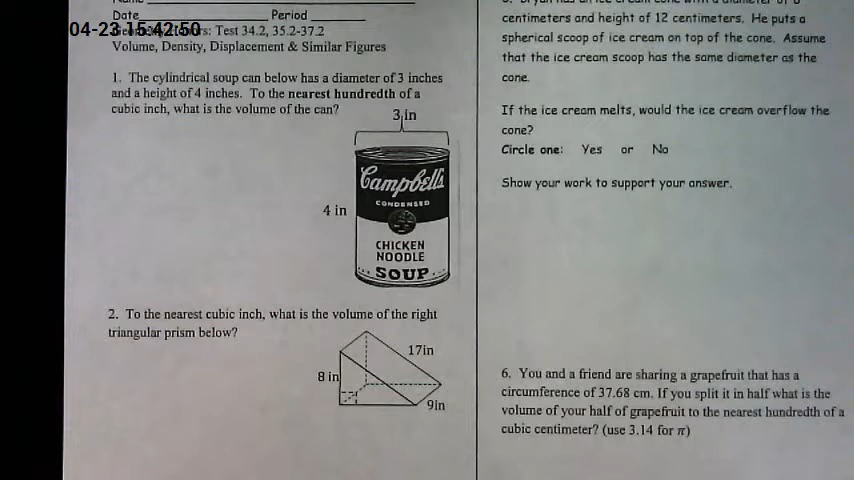 Date Period
04-23 15:42:50
: Test 34.2, 35.2-37.2
Volume, Density, Displacement & Similar Figures
1. The cylindrical soup can below has a diameter of 3 inches
and a height of 4 inches. To the nearest hundredth of a
cubic inch, what is the volume of the can?
3 in
Campbell's
CONDENSED
4 in
CHICKEN
NOODLE
SOUP
2. To the nearest cubic inch, what is the volume of the right
triangular prism below?
17in
8 in
9in
centimeters and height of 12 centimeters. He puts a
spherical scoop of ice cream on top of the cone. Assume
that the ice cream scoop has the same diameter as the
cone.
If the ice cream melts, would the ice cream overflow the
cone?
Circle one: Yes or No
Show your work to support your answer.
6. You and a friend are sharing a grapefruit that has a
circumference of 37.68 cm. If you split it in half what is the
volume of your half of grapefruit to the nearest hundredth of a
cubic centimeter? (use 3.14 for π)